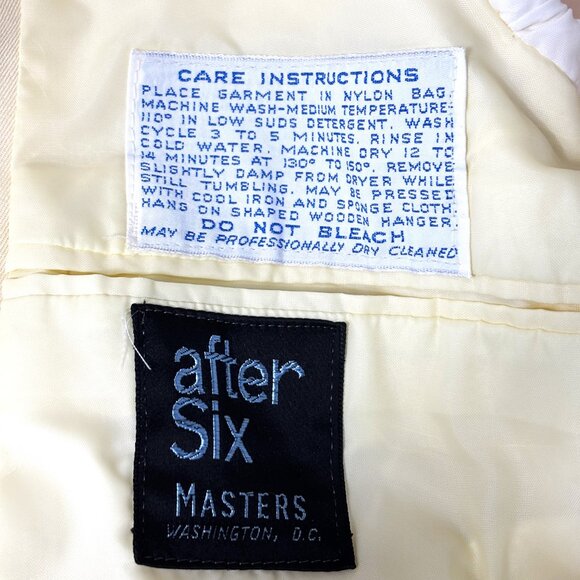 CARE INSTRUCTIONS
PLACE GARMENT IN NYLON BAG.
MACHINE WASH-MEDIUM TEMPERATURE-
110° IN LOW SUDS DETERGENT. WASH
CYCLE 3 TO 5 MINUTES. RINSE IN
COLD WATER. MACHINE DRY 12 TO
14 MINUTES AT 130° TO 150°. REMOVE
SLIGHTLY DAMP FROM DRYER WHILE
STILL TUMBLING. MAY BE PRESSED
WITH COOL IRON AND SPONGE CLOTH.
HANG ON SHAPED WOODEN HANGER.
DO NOT BLEACH
MAY BE PROFESSIONALLY DRY CLEANED
after
Six
MASTERS
WASHINGTON, D.C.